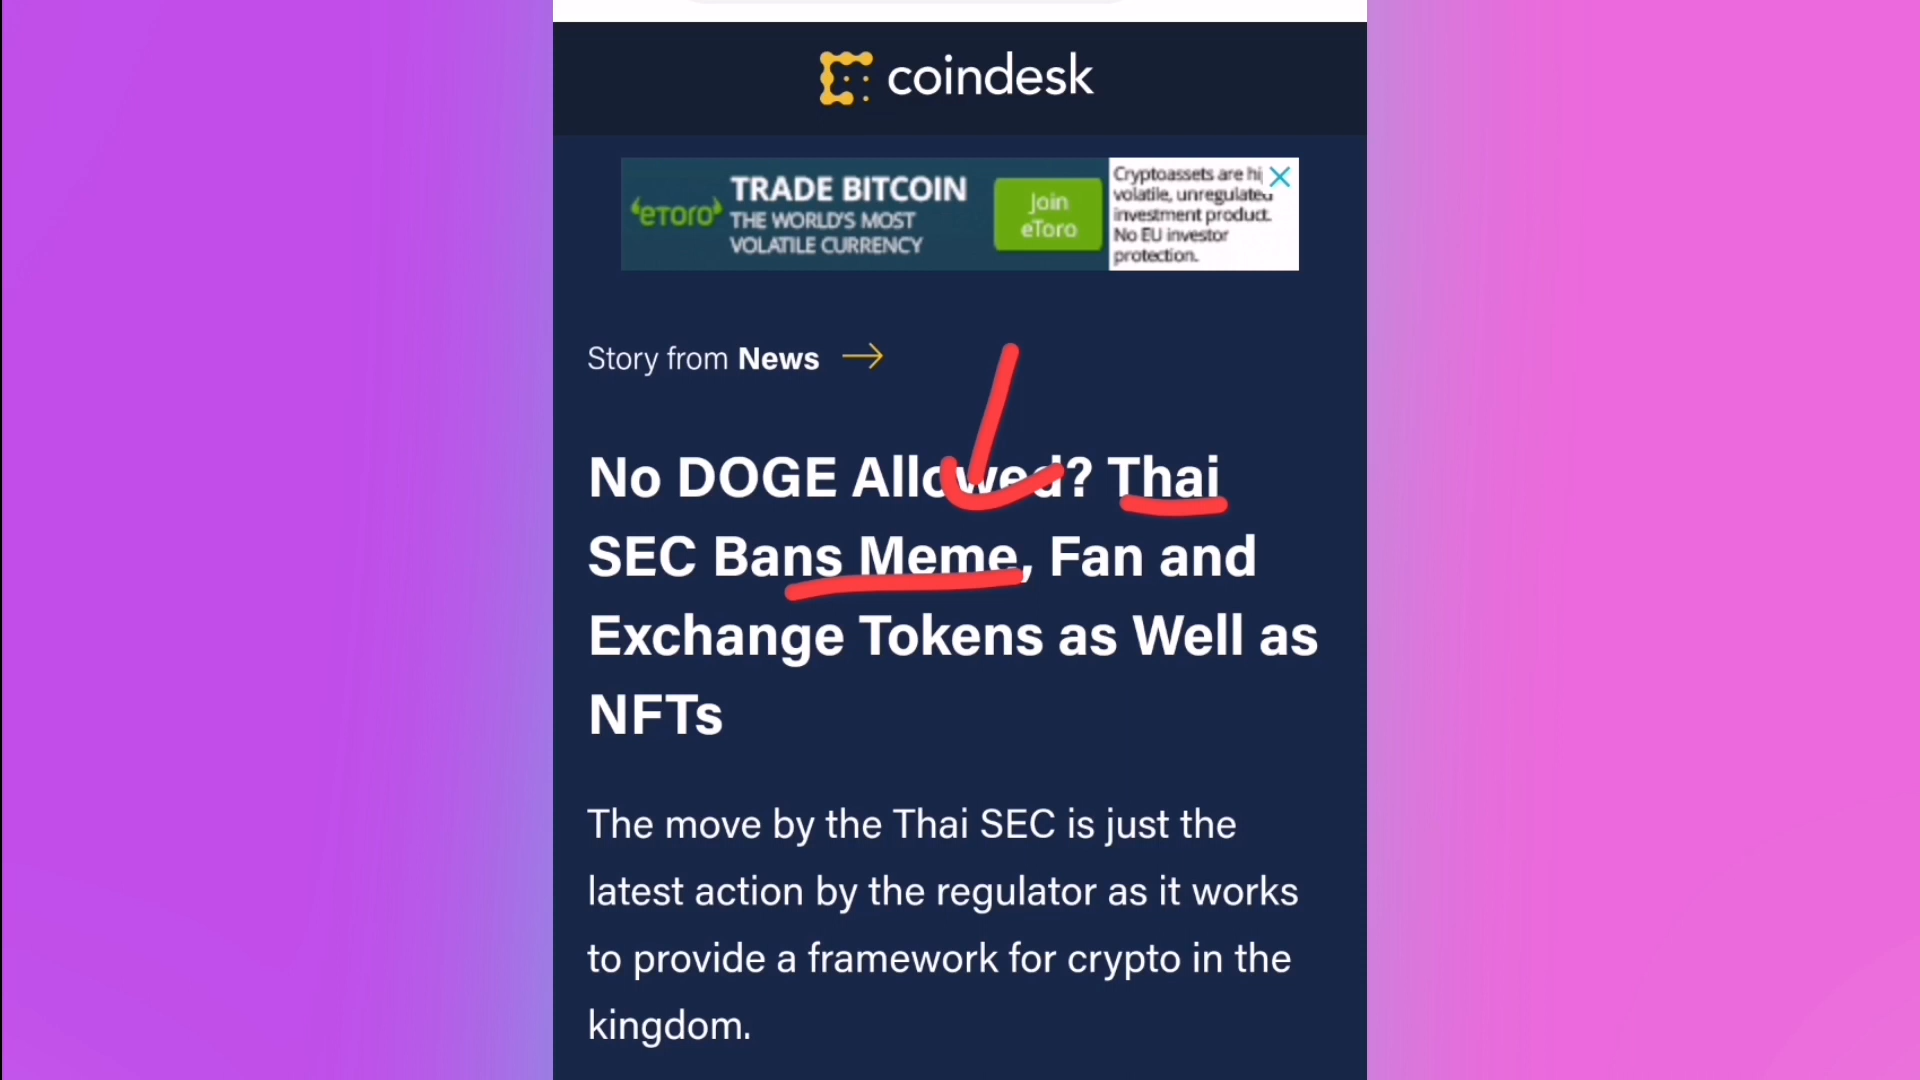 coindesk
eToro
TRADE BITCOIN
THE WORLD'S MOST
VOLATILE CURRENCY
Join
eToro
Cryptoassets are
volatile, unregulated
investment product.
No EU investor
protection.
Story from News
No DOGE Allowed? Thai
SEC Bans Meme, Fan and
Exchange Tokens as Well as
NFTs
The move by the Thai SEC is just the
latest action by the regulator as it works
to provide a framework for crypto in the
kingdom.